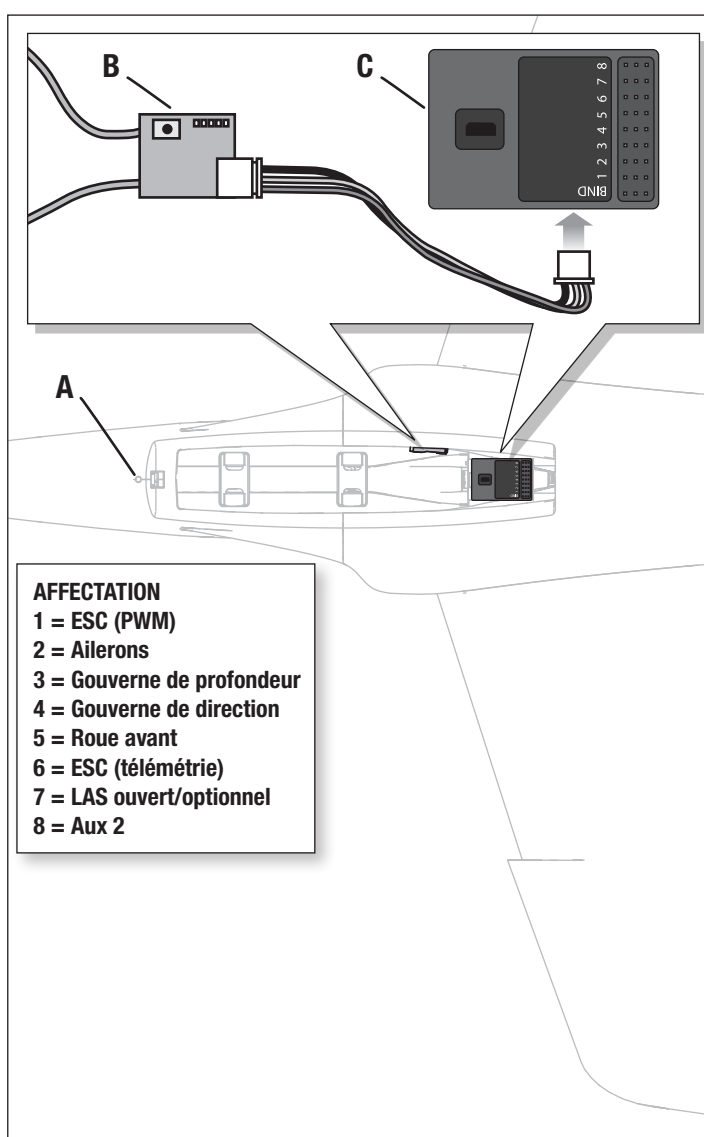 B
C
8
7
6
5
4
3
2
1
BIND
A
AFFECTATION
1 = ESC (PWM)
2 = Ailerons
3 = Gouverne de profondeur
4 = Gouverne de direction
5 = Roue avant
6 = ESC (télémétrie)
7 = LAS ouvert/optionnel
8 = Aux 2